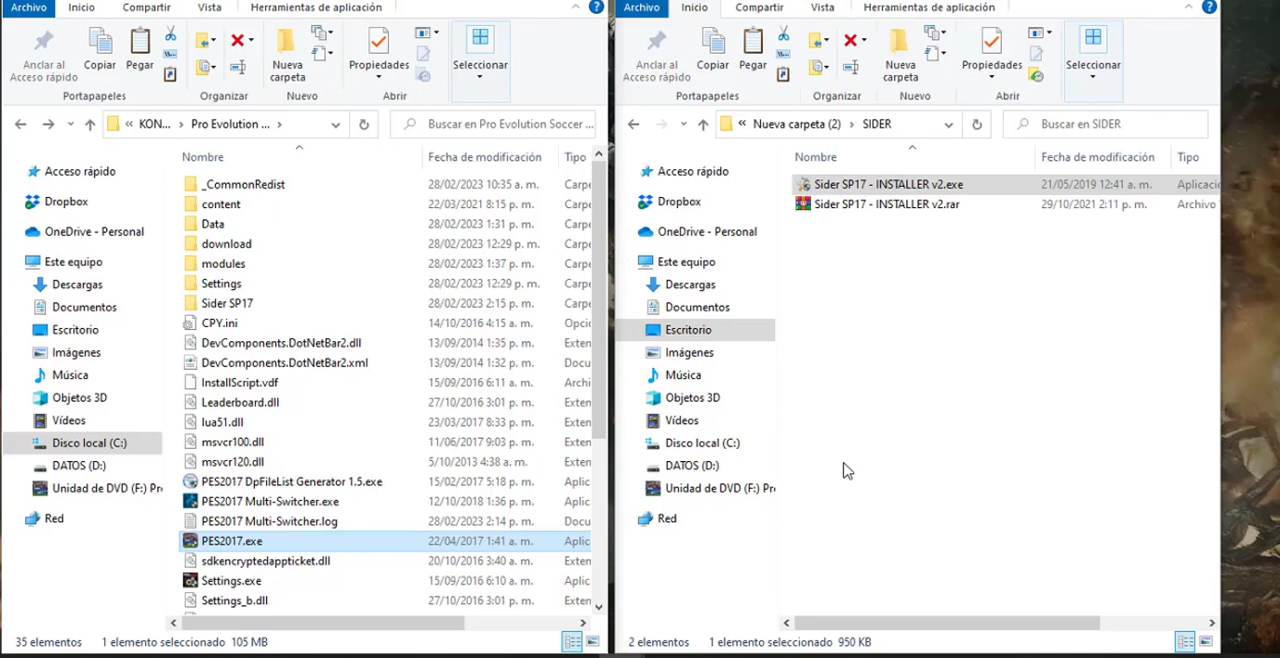 Archivo Inicio Compartir Vista Herramientas de aplicación
Anclar al Acceso rápido
Copiar
Pegar
Nueva carpeta
Propiedades
Seleccionar
Portapapeles Organizar Nuevo Abrir
« KON... › Pro Evolution ... ›
Buscar en Pro Evolution Soccer ...
Acceso rápido
Dropbox
OneDrive - Personal
Este equipo
Descargas
Documentos
Escritorio
Imágenes
Música
Objetos 3D
Vídeos
Disco local (C:)
DATOS (D:)
Unidad de DVD (F:) Pr
Red
Nombre Fecha de modificación Tipo
_CommonRedist 28/02/2023 10:35 a. m. Carpe
content 22/03/2021 8:15 p. m. Carpe
Data 28/02/2023 1:31 p. m. Carpe
download 28/02/2023 12:29 p. m. Carpe
modules 28/02/2023 1:37 p. m. Carpe
Settings 28/02/2023 12:29 p. m. Carpe
Sider SP17 28/02/2023 2:15 p. m. Carpe
CPY.ini 14/10/2016 4:15 a. m. Opci
DevComponents.DotNetBar2.dll 13/09/2014 1:35 p. m. Exten
DevComponents.DotNetBar2.xml 13/09/2014 1:32 p. m. Docu
InstallScript.vdf 15/09/2016 6:11 a. m. Archi
Leaderboard.dll 27/10/2016 3:01 p. m. Exten
lua51.dll 23/03/2017 8:33 p. m. Exten
msvcr100.dll 11/06/2017 9:03 p. m. Exten
msvcr120.dll 5/10/2013 4:38 a. m. Exten
PES2017 DpFileList Generator 1.5.exe 15/02/2017 5:18 p. m. Aplic
PES2017 Multi-Switcher.exe 12/10/2018 1:36 p. m. Aplic
PES2017 Multi-Switcher.log 28/02/2023 2:14 p. m. Docu
PES2017.exe 22/04/2017 1:41 a. m. Aplic
sdkencryptedappticket.dll 20/10/2016 3:40 a. m. Exten
Settings.exe 15/09/2016 6:10 a. m. Aplic
Settings_b.dll 27/10/2016 3:01 p. m. Exten
35 elementos 1 elemento seleccionado 105 MB
Archivo Inicio Compartir Vista Herramientas de aplicación
Anclar al Acceso rápido
Copiar
Pegar
Nueva carpeta
Propiedades
Seleccionar
Portapapeles Organizar Nuevo Abrir
« Nueva carpeta (2) › SIDER
Buscar en SIDER
Acceso rápido
Dropbox
OneDrive - Personal
Este equipo
Descargas
Documentos
Escritorio
Imágenes
Música
Objetos 3D
Vídeos
Disco local (C:)
DATOS (D:)
Unidad de DVD (F:) Pr
Red
Nombre Fecha de modificación Tipo
Sider SP17 - INSTALLER v2.exe 21/05/2019 12:41 a. m. Aplicació
Sider SP17 - INSTALLER v2.rar 29/10/2021 2:11 p. m. Archivo
2 elementos 1 elemento seleccionado 950 KB